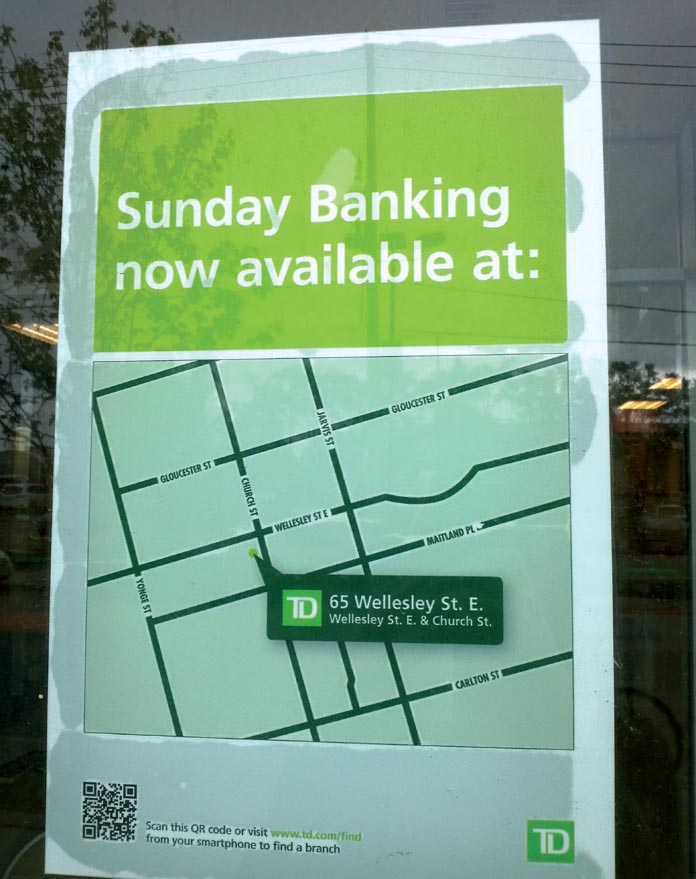 Sunday Banking
now available at:
GLOUCESTER ST
JARVIS ST
GLOUCESTER ST
CHURCH ST
WELLESLEY ST E
MAITLAND PL
YONGE ST
TD
65 Wellesley St. E.
Wellesley St. E. & Church St.
CARLTON ST
Scan this QR code or visit www.td.com/find
from your smartphone to find a branch
TD